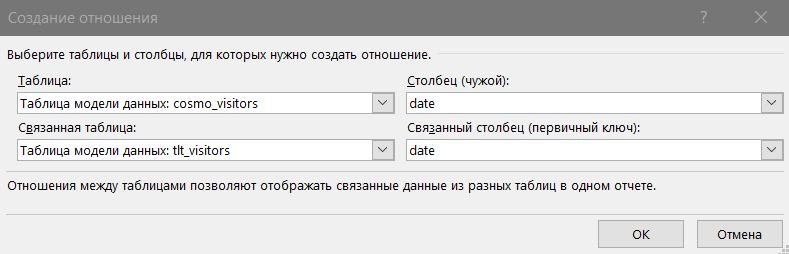 Создание отношения
?
Выберите таблицы и столбцы, для которых нужно создать отношение.
Таблица:
Столбец (чужой):
Таблица модели данных: cosmo_visitors
date
Связанная таблица:
Связанный столбец (первичный ключ):
Таблица модели данных: tlt_visitors
date
Отношения между таблицами позволяют отображать связанные данные из разных таблиц в одном отчете.
ОК
Отмена